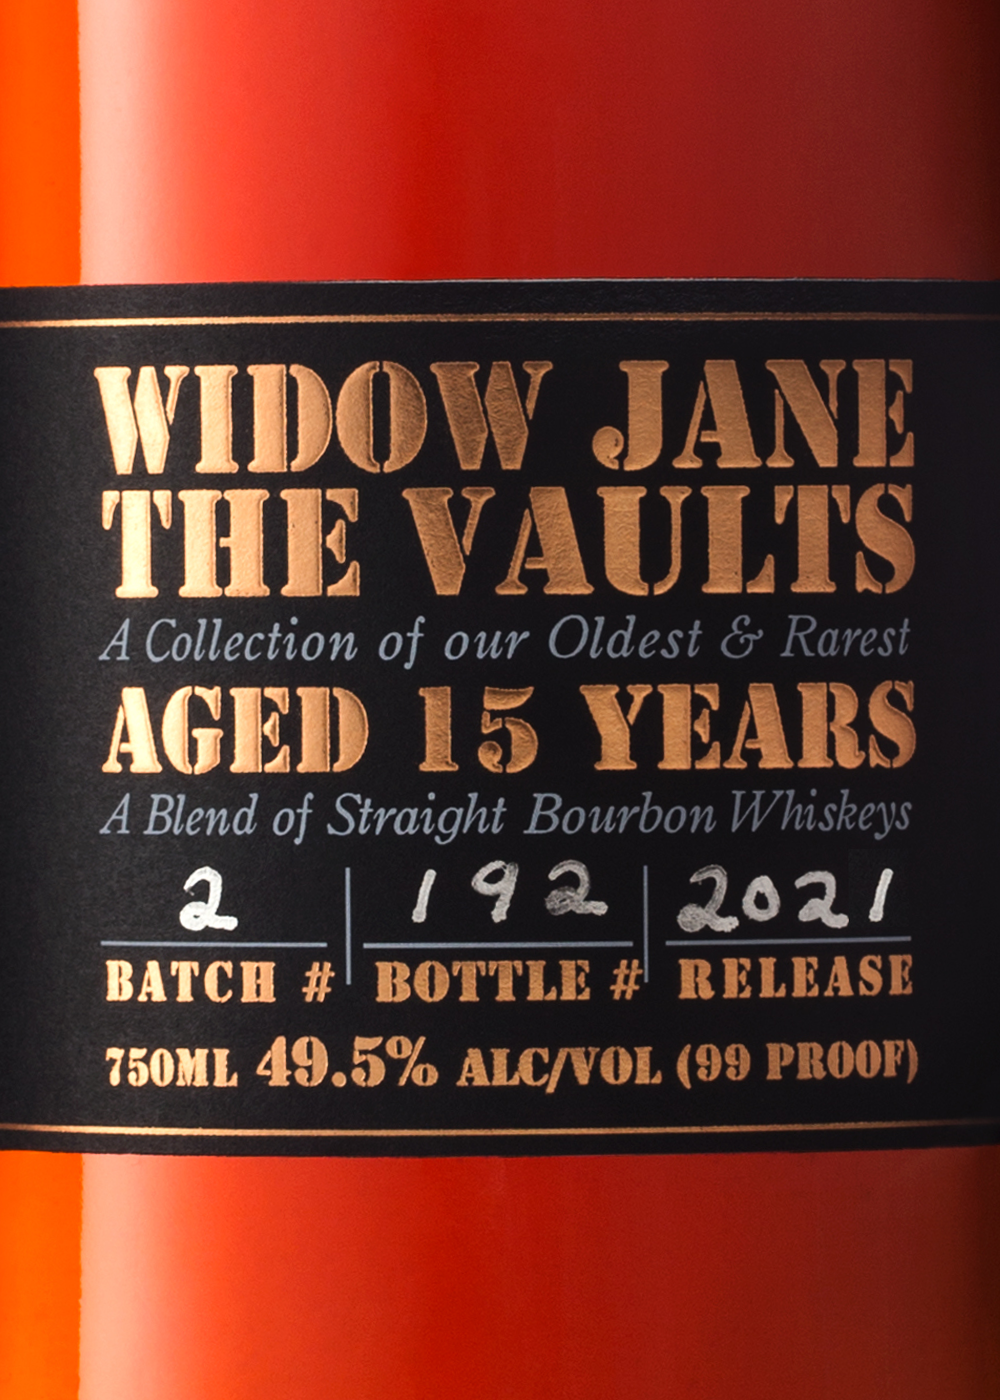 WIDOW JANE
THE VAULTS
A Collection of our Oldest & Rarest
AGED 15 YEARS
A Blend of Straight Bourbon Whiskeys
2 192 2021
BATCH # BOTTLE # RELEASE
750ML 49.5% ALC/VOL (99 PROOF)